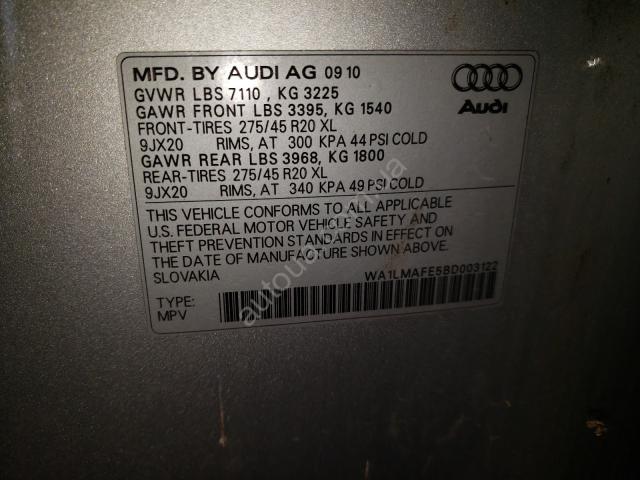 MFD. BY AUDI AG 09 10
GVWR LBS 7110 , KG 3225
GAWR FRONT LBS 3395, KG 1540
FRONT-TIRES 275/45 R20 XL
9JX20 RIMS, AT 300 KPA 44 PSI COLD
GAWR REAR LBS 3968, KG 1800
REAR-TIRES 275/45 R20 XL
9JX20 RIMS, AT 340 KPA 49 PSI COLD
Audi
THIS VEHICLE CONFORMS TO ALL APPLICABLE
U.S. FEDERAL MOTOR VEHICLE SAFETY AND
THEFT PREVENTION STANDARDS IN EFFECT ON
THE DATE OF MANUFACTURE SHOWN ABOVE.
SLOVAKIA
WA1LMAFE5BD003122
TYPE:
MPV